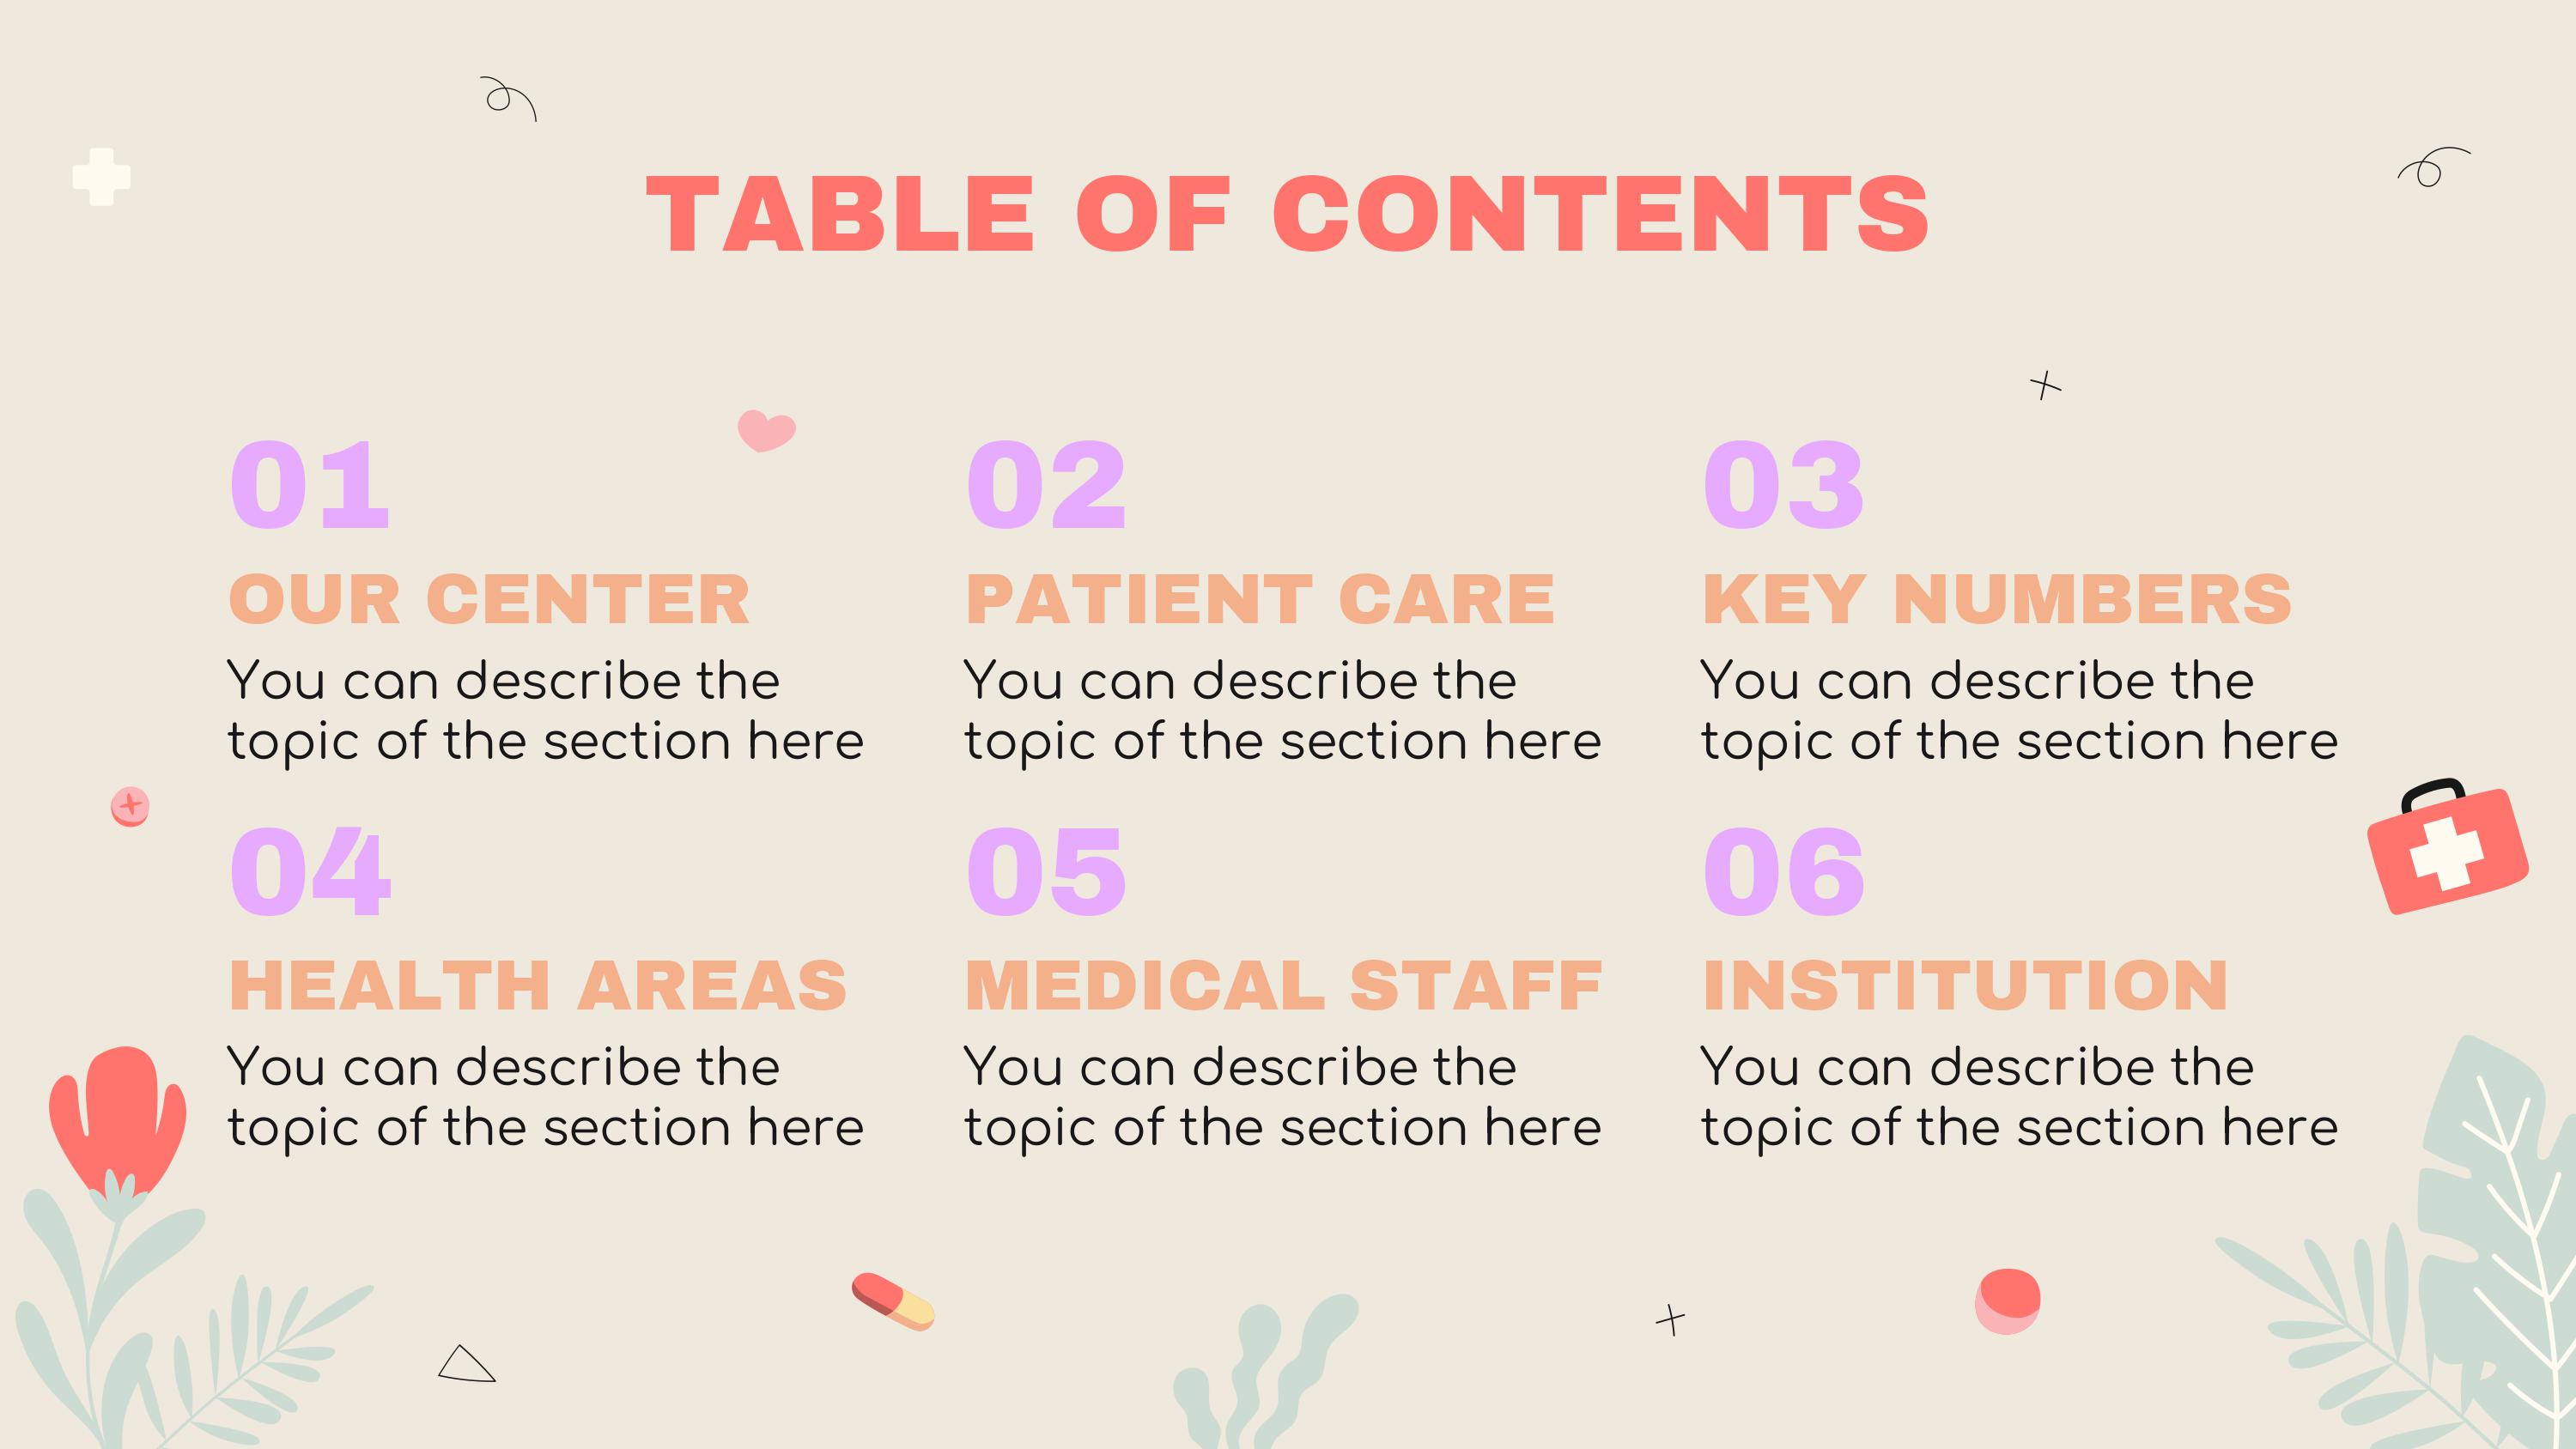 TABLE OF CONTENTS
01
OUR CENTER
You can describe the
topic of the section here
02
PATIENT CARE
You can describe the
topic of the section here
03
KEY NUMBERS
You can describe the
topic of the section here
04
HEALTH AREAS
You can describe the
topic of the section here
05
MEDICAL STAFF
You can describe the
topic of the section here
06
INSTITUTION
You can describe the
topic of the section here